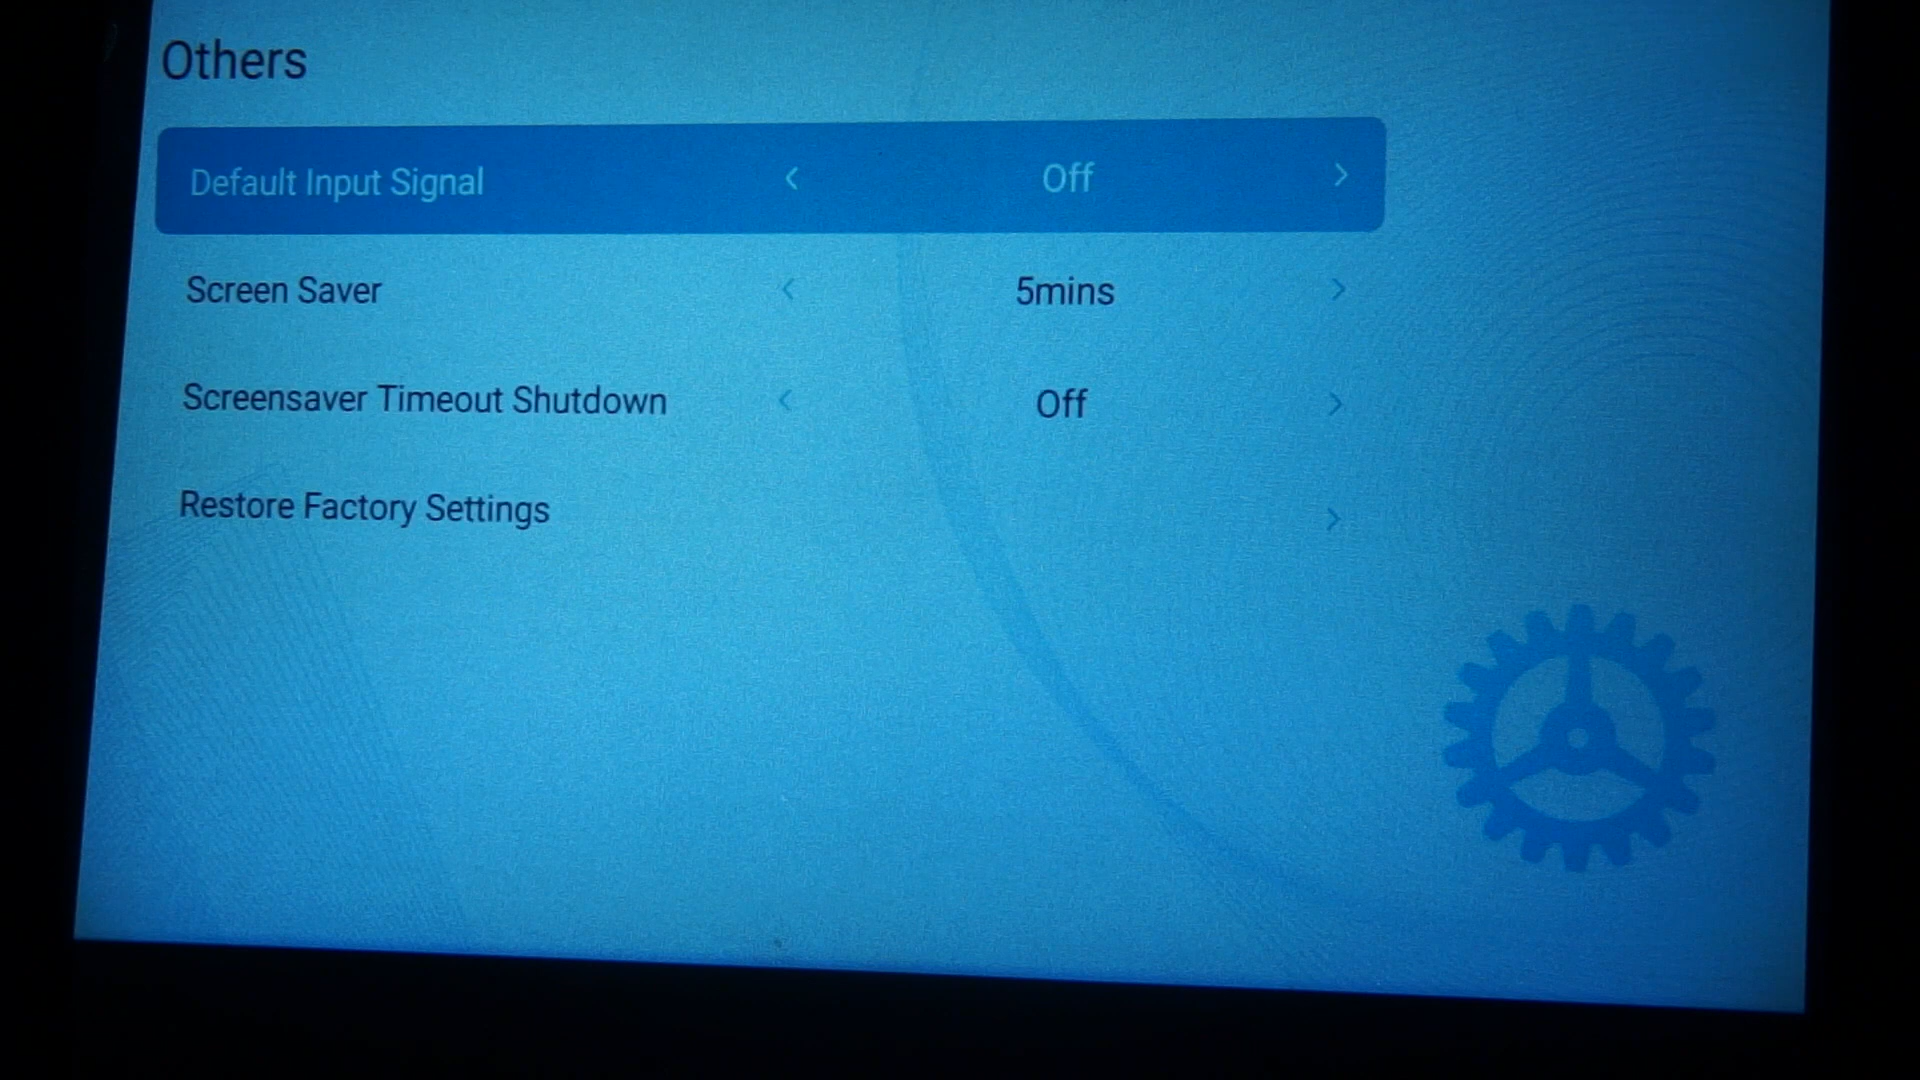 Others
Default Input Signal < Off >
Screen Saver < 5mins >
Screensaver Timeout Shutdown < Off >
Restore Factory Settings >